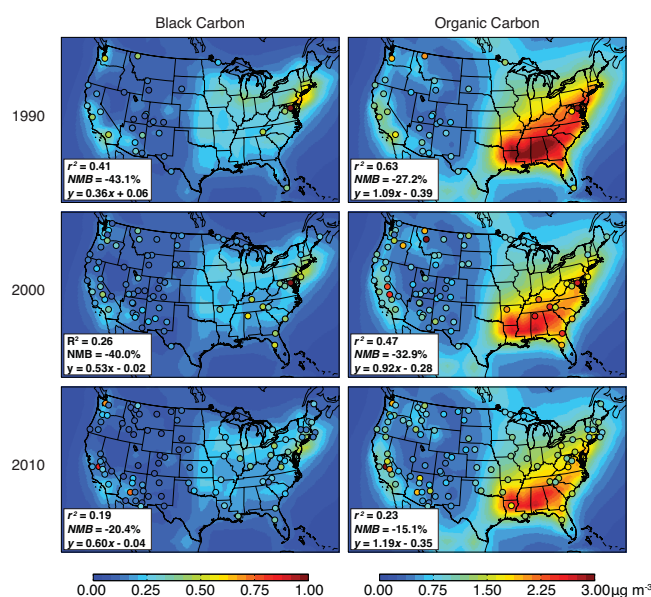 Black Carbon
Organic Carbon
1990
r² = 0.41
NMB = -43.1%
y = 0.36x + 0.06
r² = 0.63
NMB = -27.2%
y = 1.09x - 0.39
2000
R² = 0.26
NMB = -40.0%
y = 0.53x - 0.02
r² = 0.47
NMB = -32.9%
y = 0.92x - 0.28
2010
r² = 0.19
NMB = -20.4%
y = 0.60x - 0.04
r² = 0.23
NMB = -15.1%
y = 1.19x - 0.35
0.00 0.25 0.50 0.75 1.00
0.00 0.75 1.50 2.25 3.00 µg m⁻³